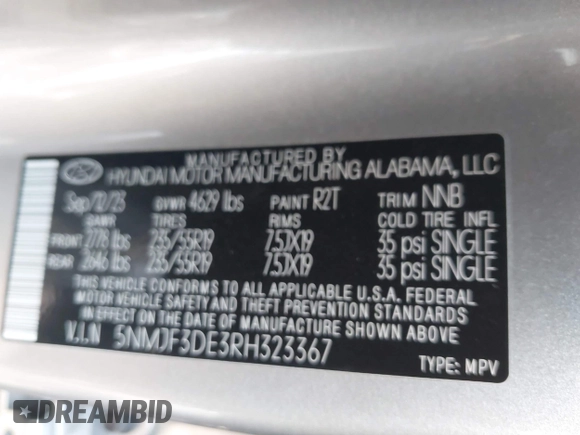 MANUFACTURED BY
HYUNDAI MOTOR MANUFACTURING ALABAMA, LLC
Sep/12/23 GVWR 4629 lbs PAINT R2T TRIM NNB
GAWR TIRES RIMS COLD TIRE INFL
FRONT 2778 lbs 235/55R19 7.5JX19 35 psi SINGLE
REAR 2646 lbs 235/55R19 7.5JX19 35 psi SINGLE
THIS VEHICLE CONFORMS TO ALL APPLICABLE U.S.A. FEDERAL
MOTOR VEHICLE SAFETY AND THEFT PREVENTION STANDARDS
IN EFFECT ON THE DATE OF MANUFACTURE SHOWN ABOVE.
V.I.N 5NMJF3DE3RH323367
TYPE: MPV
DREAMBID